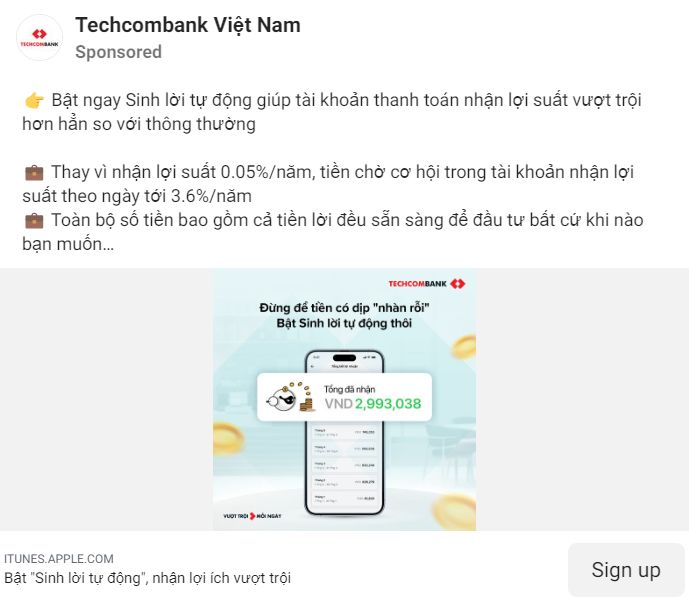 Techcombank Việt Nam
TECHCOMBANK
Sponsored
👉 Bật ngay Sinh lời tự động giúp tài khoản thanh toán nhận lợi suất vượt trội
hơn hẳn so với thông thường
💼 Thay vì nhận lợi suất 0.05%/năm, tiền chờ cơ hội trong tài khoản nhận lợi
suất theo ngày tới 3.6%/năm
💼 Toàn bộ số tiền bao gồm cả tiền lời đều sẵn sàng để đầu tư bất cứ khi nào
bạn muốn...
TECHCOMBANK
Đừng để tiền có dịp "nhàn rỗi"
Bật Sinh lời tự động thôi
Tổng đã nhận
VND 2,993,038
VƯỢT TRỘI MỖI NGÀY
ITUNES.APPLE.COM
Bật "Sinh lời tự động", nhận lợi ích vượt trội
Sign up